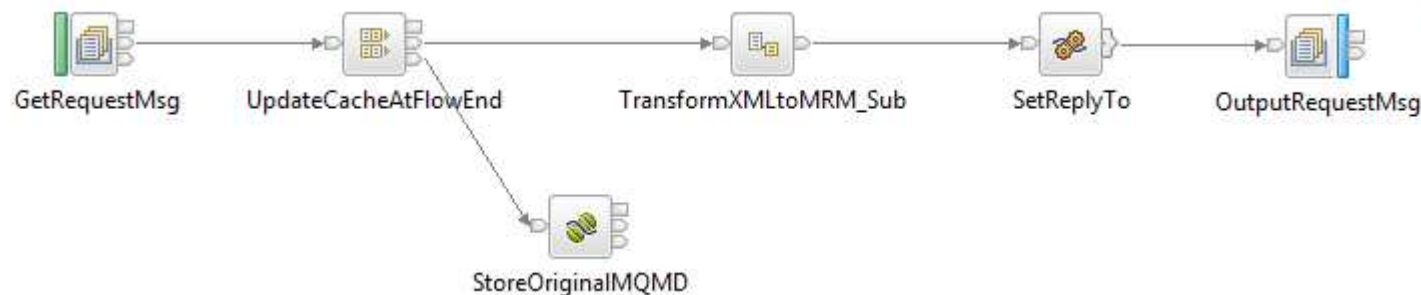 GetRequestMsg
UpdateCacheAtFlowEnd
TransformXMLtoMRM_Sub
SetReplyTo
OutputRequestMsg
StoreOriginalMQMD